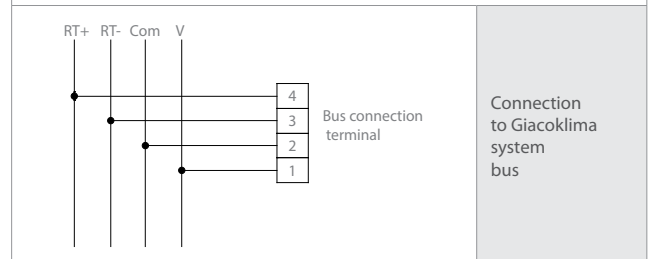 RT+ RT- Com V
4
3
2
1
Bus connection
terminal
Connection
to Giacoklima
system
bus